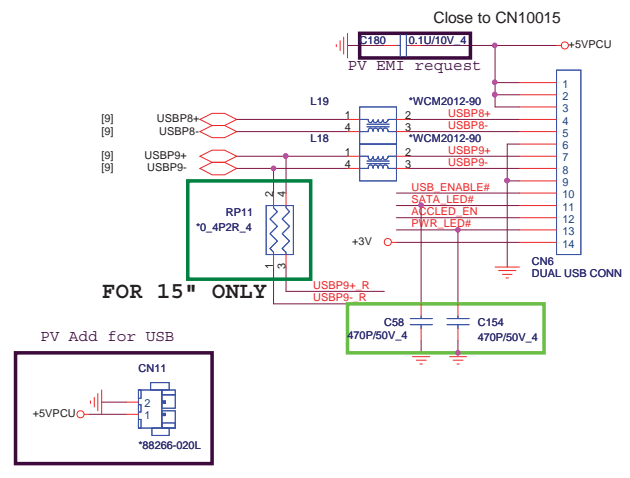 Close to CN10015
C180
0.1U/10V_4
+5VPCU
PV EMI request
1
2
3
4
5
6
7
8
9
10
11
12
13
14
L19
*WCM2012-90
[9]
USBP8+
1
2
USBP8+
[9]
USBP8-
4
3
USBP8-
L18
*WCM2012-90
[9]
USBP9+
1
2
USBP9+
[9]
USBP9-
4
3
USBP9-
USB_ENABLE#
SATA_LED#
ACCLED_EN
PWR_LED#
2
4
RP11
*0_4P2R_4
1
3
+3V
CN6
DUAL USB CONN
FOR 15" ONLY
USBP9+_R
USBP9-_R
C58
470P/50V_4
C154
470P/50V_4
PV Add for USB
CN11
2
1
+5VPCU
*88266-020L